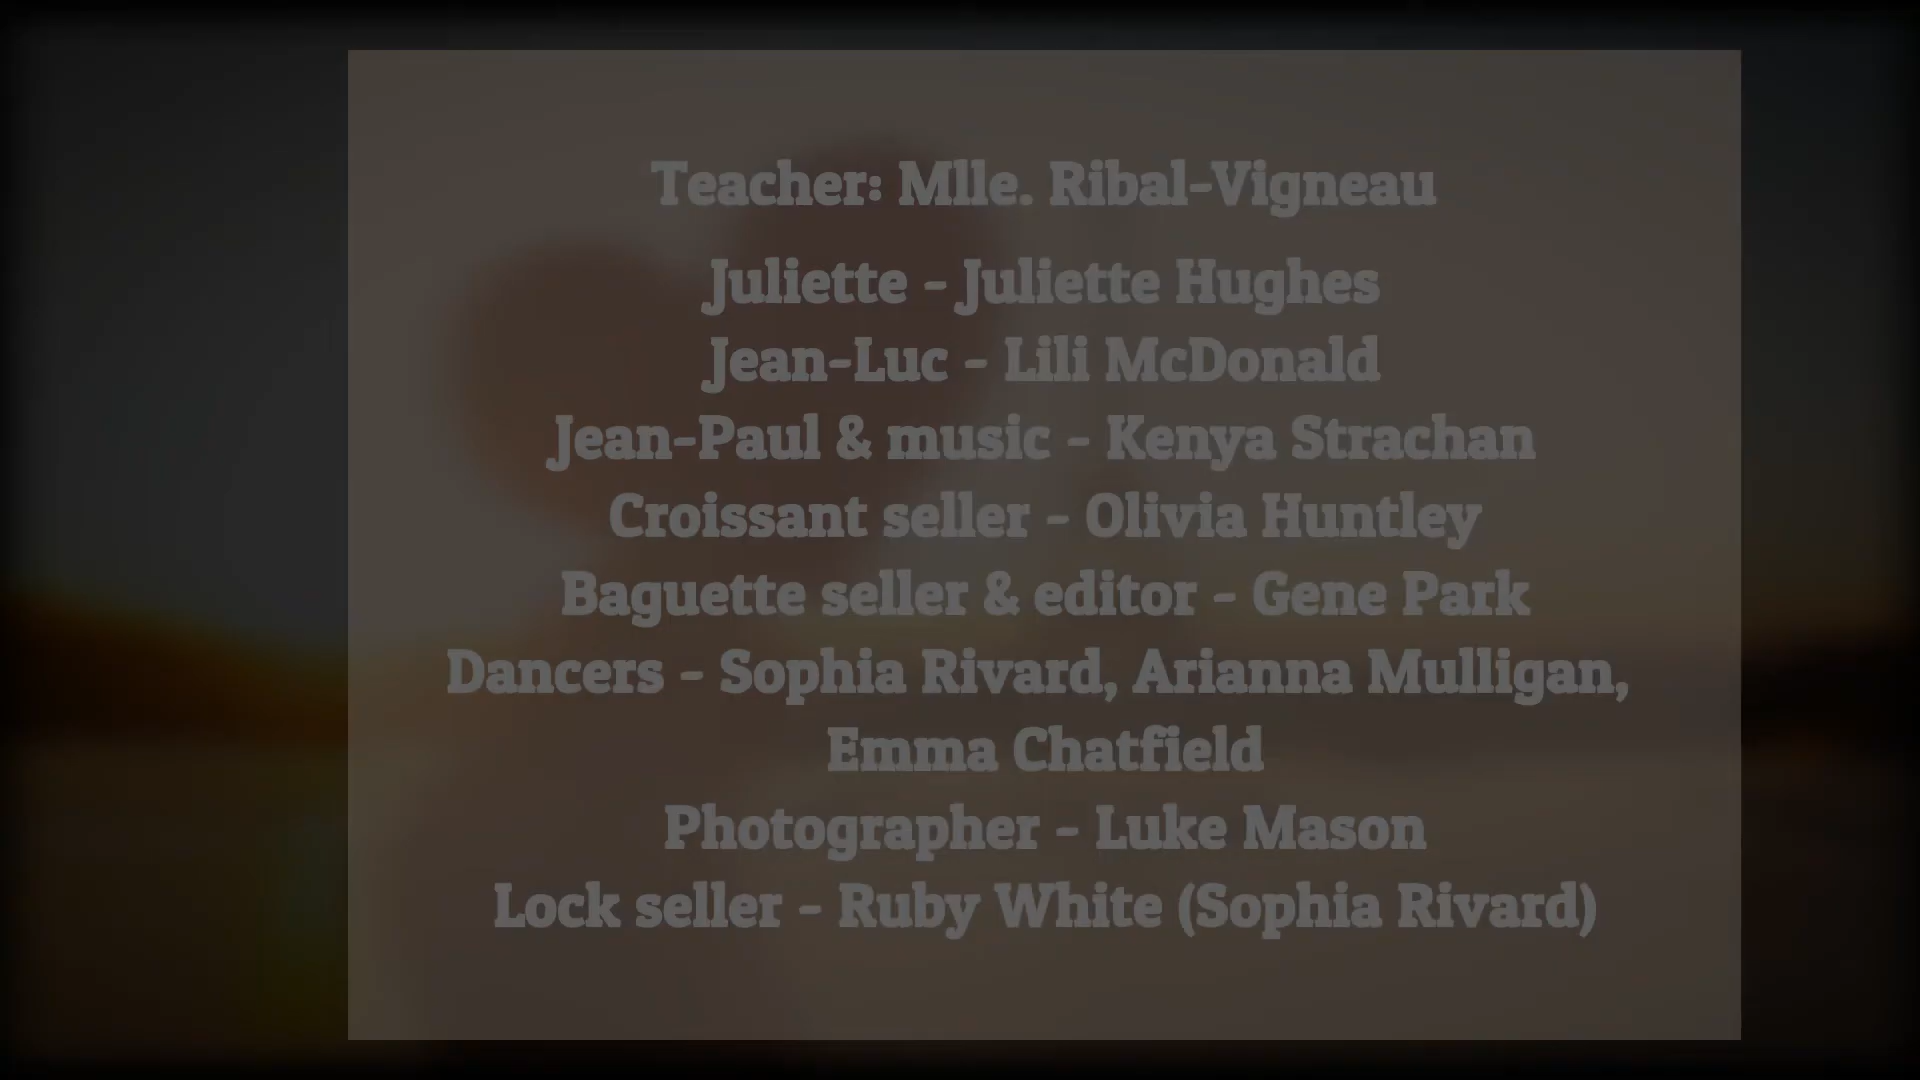 Teacher: Mlle. Ribal-Vigneau
Juliette - Juliette Hughes
Jean-Luc - Lili McDonald
Jean-Paul & music - Kenya Strachan
Croissant seller - Olivia Huntley
Baguette seller & editor - Gene Park
Dancers - Sophia Rivard, Arianna Mulligan,
Emma Chatfield
Photographer - Luke Mason
Lock seller - Ruby White (Sophia Rivard)